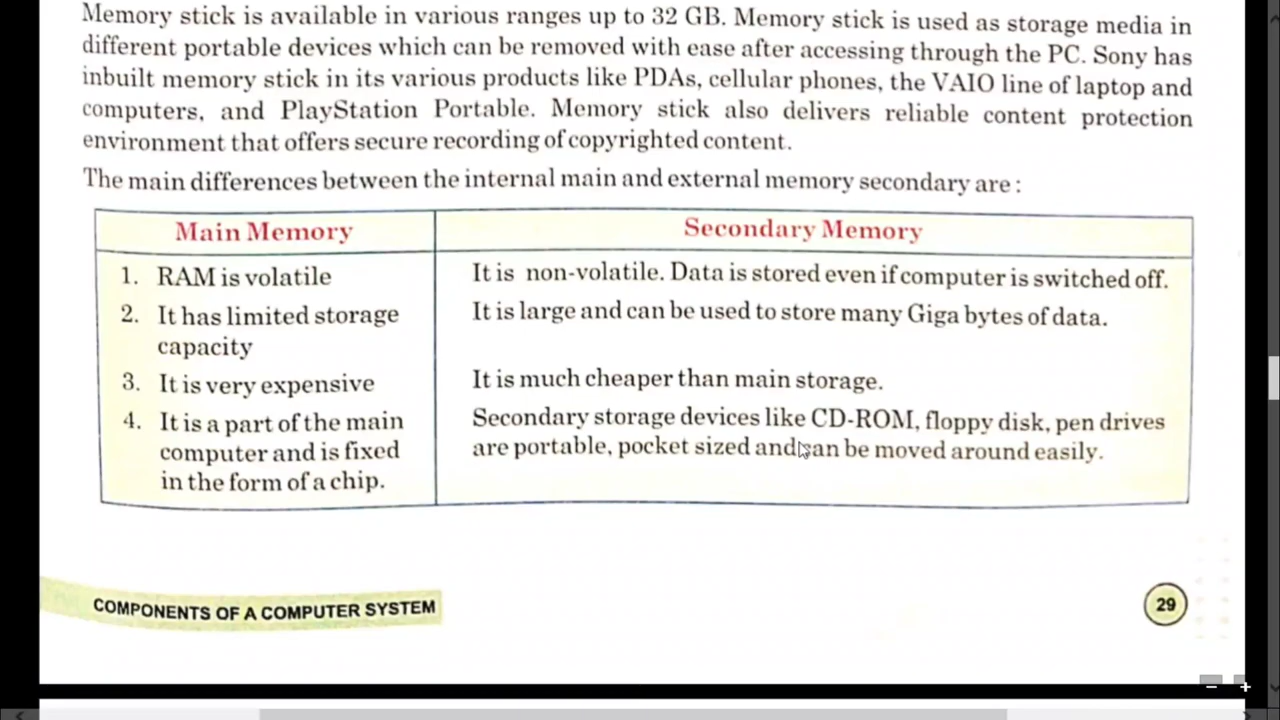 Memory stick is available in various ranges up to 32 GB. Memory stick is used as storage media in
different portable devices which can be removed with ease after accessing through the PC. Sony has
inbuilt memory stick in its various products like PDAs, cellular phones, the VAIO line of laptop and
computers, and PlayStation Portable. Memory stick also delivers reliable content protection
environment that offers secure recording of copyrighted content.
The main differences between the internal main and external memory secondary are :
Main Memory
Secondary Memory
1. RAM is volatile
It is non-volatile. Data is stored even if computer is switched off.
2. It has limited storage
capacity
It is large and can be used to store many Giga bytes of data.
3. It is very expensive
It is much cheaper than main storage.
4. It is a part of the main
computer and is fixed
in the form of a chip.
Secondary storage devices like CD-ROM, floppy disk, pen drives
are portable, pocket sized and can be moved around easily.
COMPONENTS OF A COMPUTER SYSTEM
29